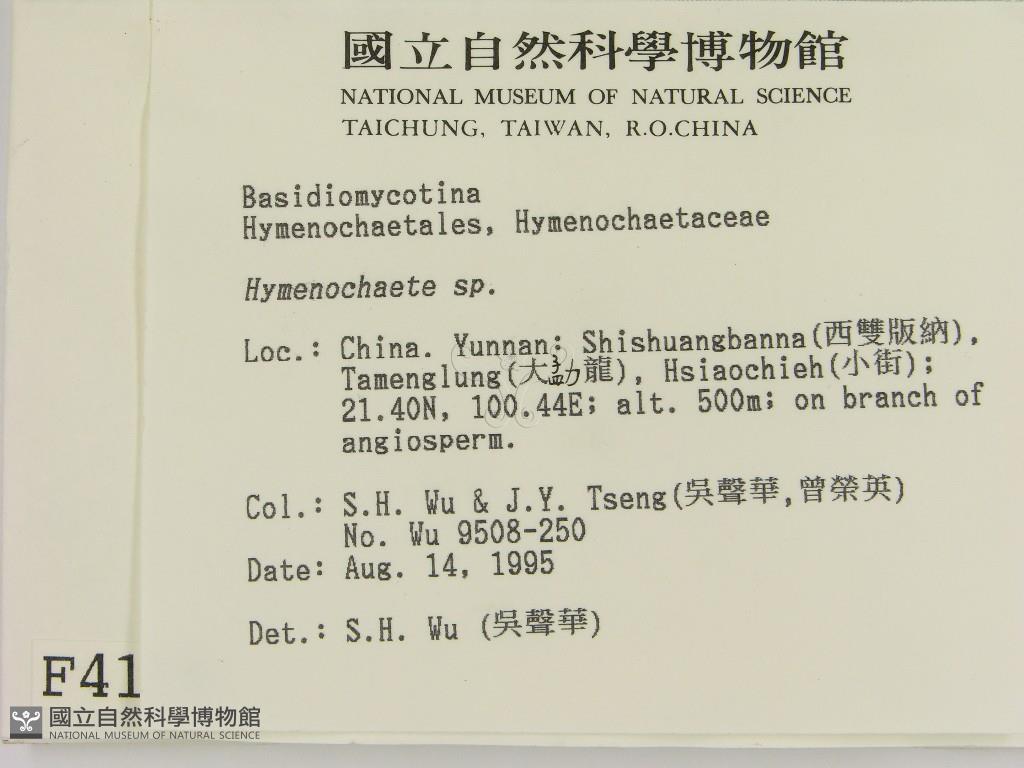 國立自然科學博物館
NATIONAL MUSEUM OF NATURAL SCIENCE
TAICHUNG, TAIWAN, R.O.CHINA
Basidiomycotina
Hymenochaetales, Hymenochaetaceae
Hymenochaete sp.
Loc.: China. Yunnan: Shishuangbanna(西雙版納),
Tamenglung(大勐龍), Hsiaochieh(小街);
21.40N, 100.44E; alt. 500m; on branch of
angiosperm.
Col.: S.H. Wu & J.Y. Tseng(吳聲華,曾榮英)
No. Wu 9508-250
Date: Aug. 14, 1995
Det.: S.H. Wu (吳聲華)
F41
國立自然科學博物館
NATIONAL MUSEUM OF NATURAL SCIENCE